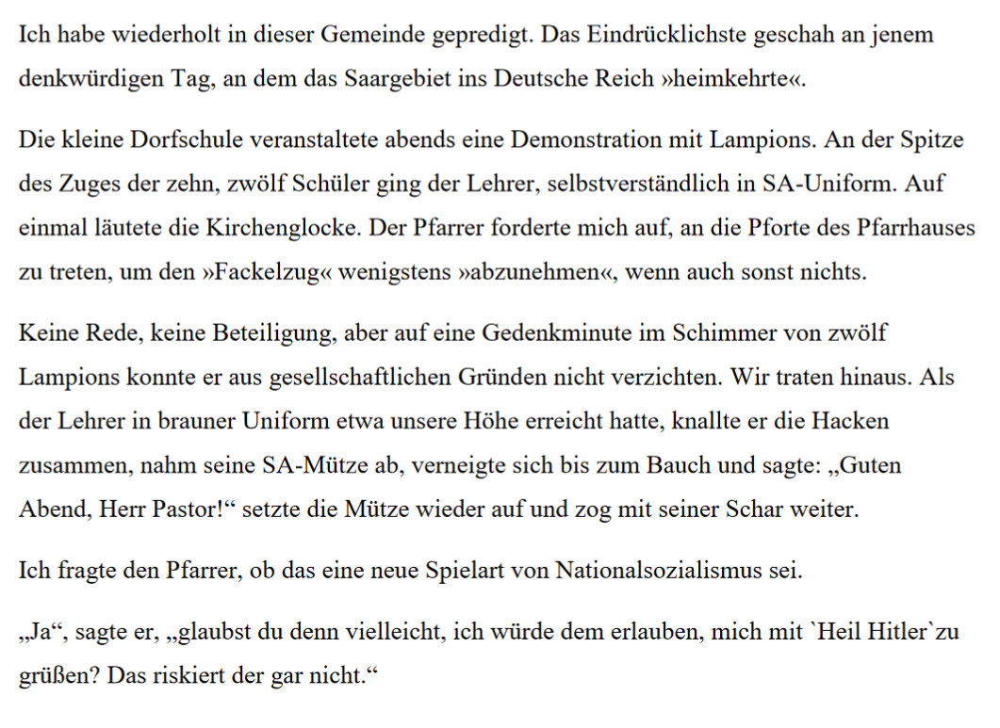 Ich habe wiederholt in dieser Gemeinde gepredigt. Das Eindrücklichste geschah an jenem
denkwürdigen Tag, an dem das Saargebiet ins Deutsche Reich »heimkehrte«.
Die kleine Dorfschule veranstaltete abends eine Demonstration mit Lampions. An der Spitze
des Zuges der zehn, zwölf Schüler ging der Lehrer, selbstverständlich in SA-Uniform. Auf
einmal läutete die Kirchenglocke. Der Pfarrer forderte mich auf, an die Pforte des Pfarrhauses
zu treten, um den »Fackelzug« wenigstens »abzunehmen«, wenn auch sonst nichts.
Keine Rede, keine Beteiligung, aber auf eine Gedenkminute im Schimmer von zwölf
Lampions konnte er aus gesellschaftlichen Gründen nicht verzichten. Wir traten hinaus. Als
der Lehrer in brauner Uniform etwa unsere Höhe erreicht hatte, knallte er die Hacken
zusammen, nahm seine SA-Mütze ab, verneigte sich bis zum Bauch und sagte: „Guten
Abend, Herr Pastor!“ setzte die Mütze wieder auf und zog mit seiner Schar weiter.
Ich fragte den Pfarrer, ob das eine neue Spielart von Nationalsozialismus sei.
„Ja“, sagte er, „glaubst du denn vielleicht, ich würde dem erlauben, mich mit `Heil Hitler`zu
grüßen? Das riskiert der gar nicht.“